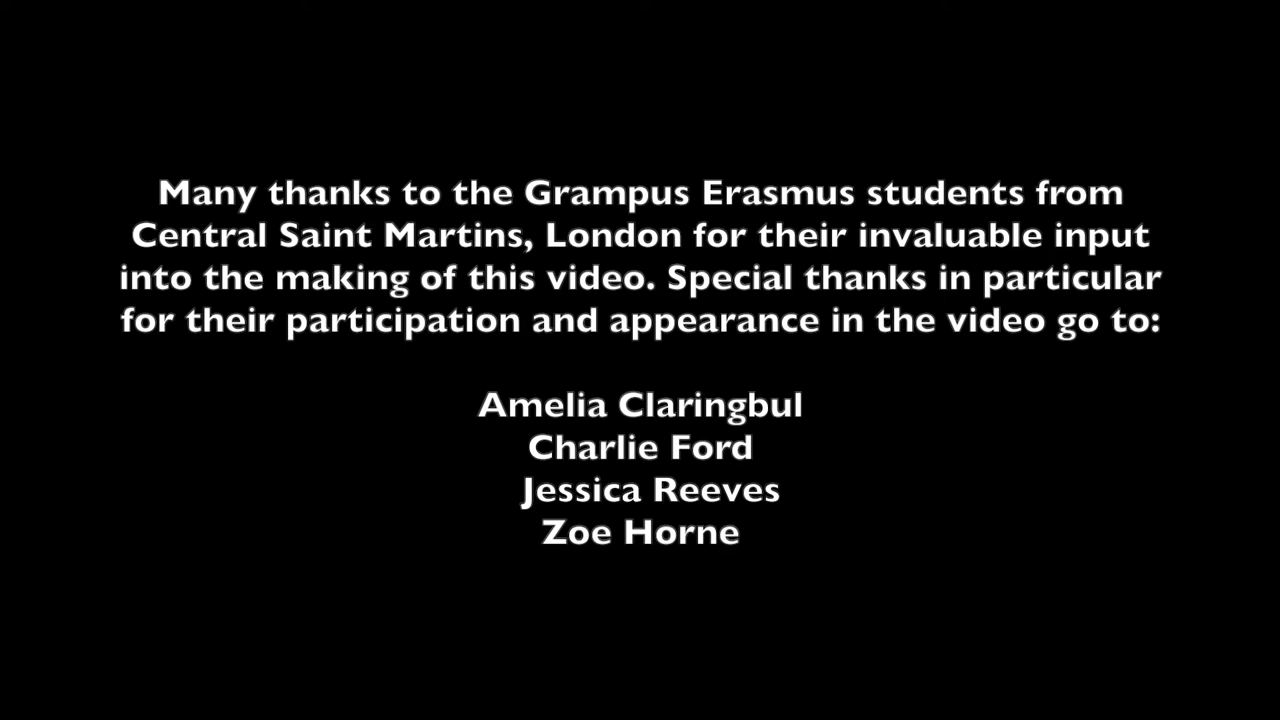 Many thanks to the Grampus Erasmus students from
Central Saint Martins, London for their invaluable input
into the making of this video. Special thanks in particular
for their participation and appearance in the video go to:
Amelia Claringbul
Charlie Ford
Jessica Reeves
Zoe Horne